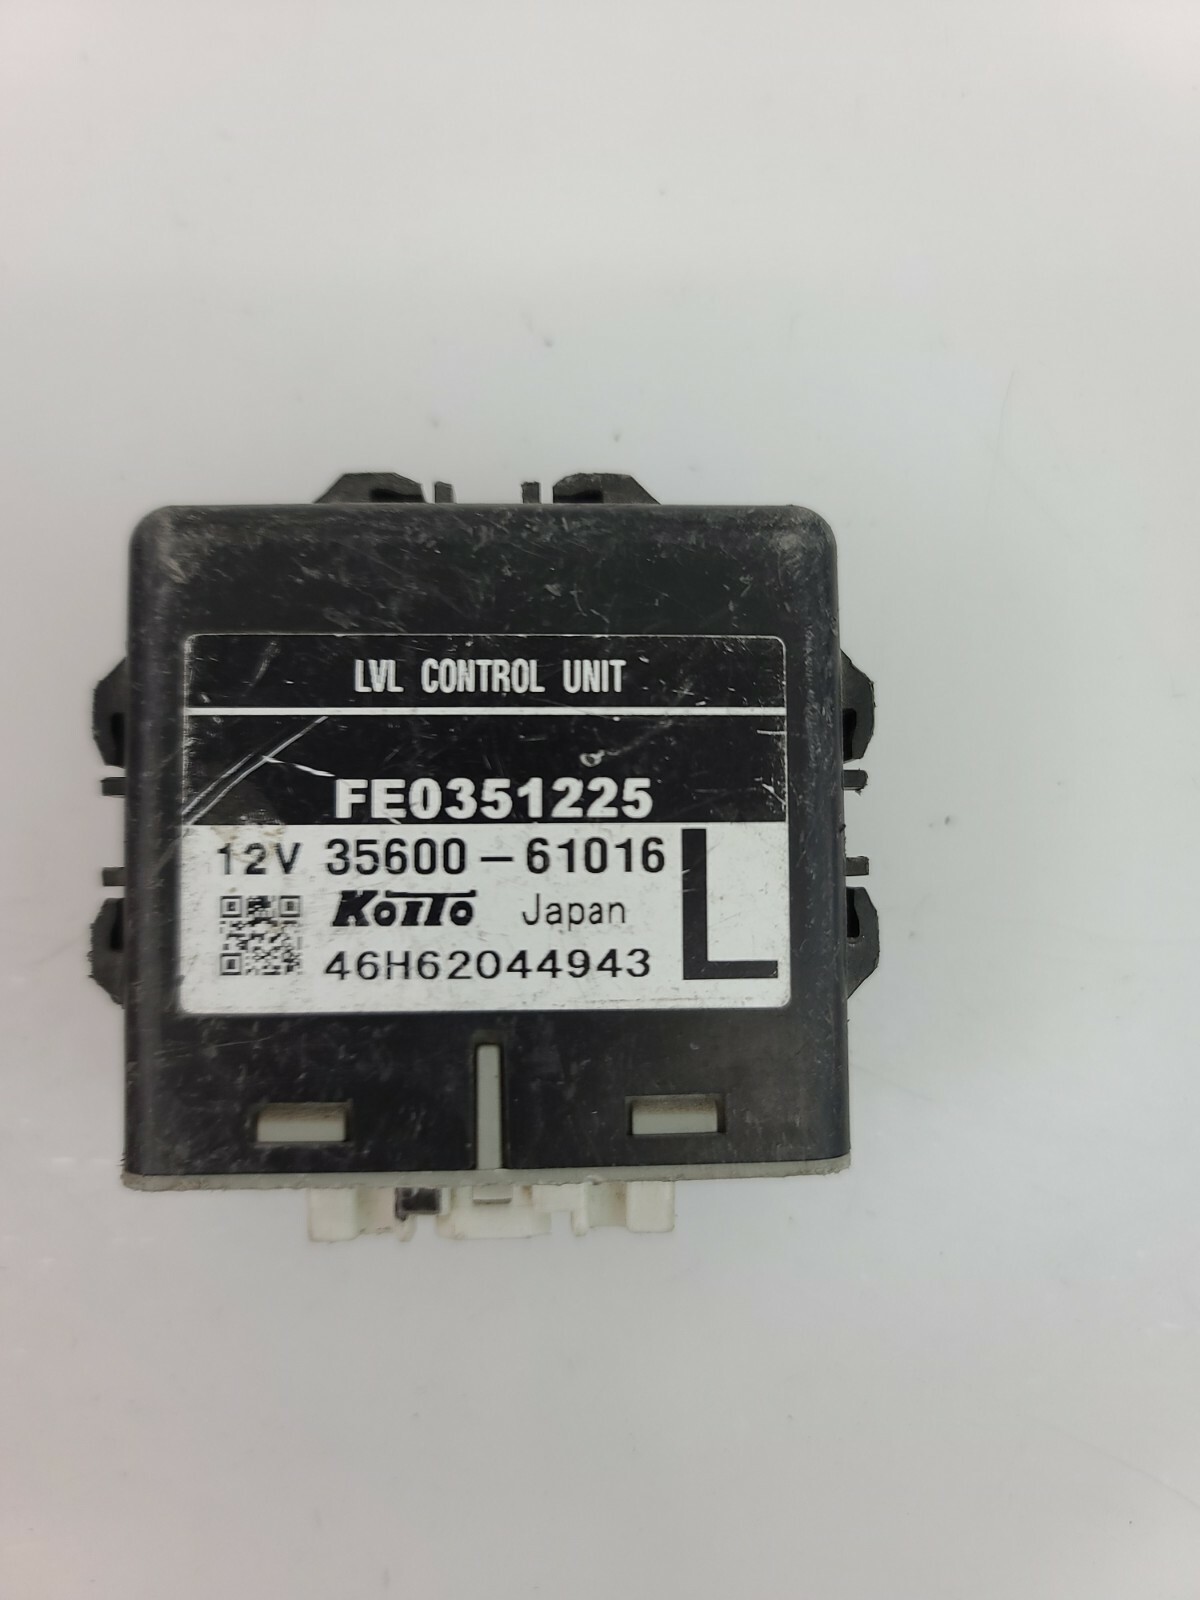 LVL CONTROL UNIT
FE0351225
12V 35600-61016 L
KOITO Japan
46H62044943